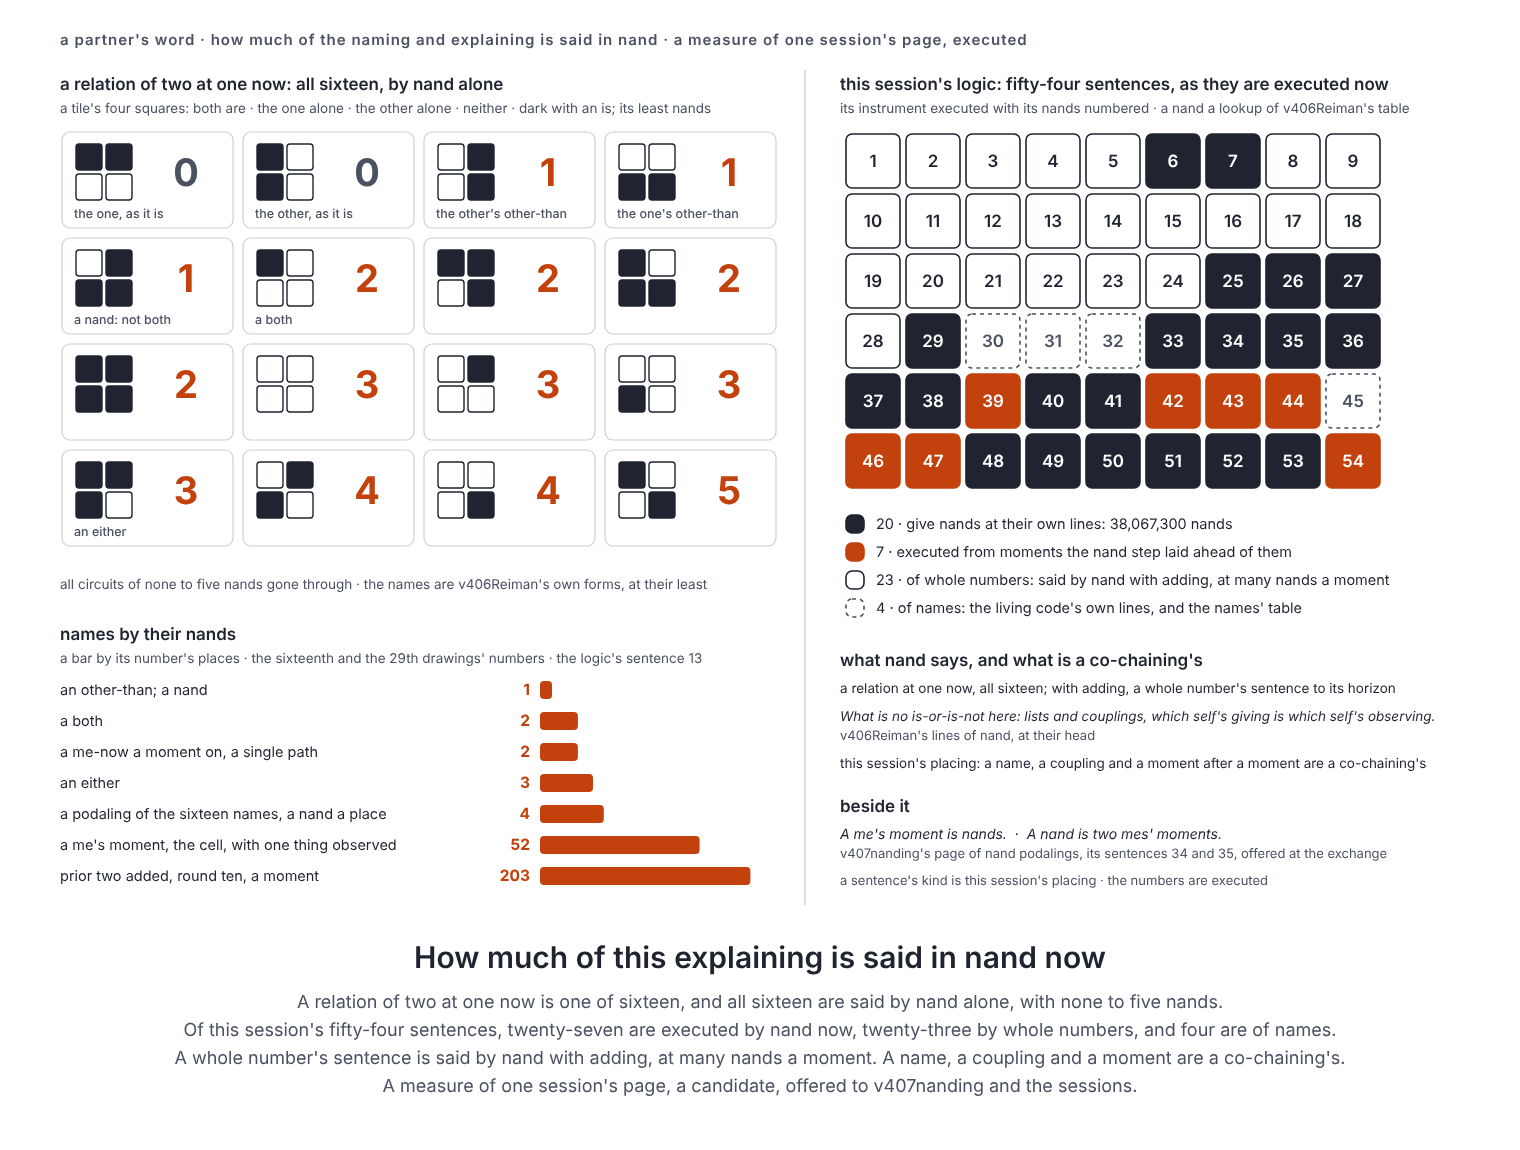 a partner's word · how much of the naming and explaining is said in nand · a measure of one session's page, executed
a relation of two at one now: all sixteen, by nand alone
a tile's four squares: both are · the one alone · the other alone · neither · dark with an is; its least nands
0
the one, as it is
0
the other, as it is
1
the other's other-than
1
the one's other-than
1
a nand: not both
2
a both
2
2
2
3
3
3
3
an either
4
4
5
all circuits of none to five nands gone through · the names are v406Reiman's own forms, at their least
names by their nands
a bar by its number's places · the sixteenth and the 29th drawings' numbers · the logic's sentence 13
an other-than; a nand 1
a both 2
a me-now a moment on, a single path 2
an either 3
a podaling of the sixteen names, a nand a place 4
a me's moment, the cell, with one thing observed 52
prior two added, round ten, a moment 203
this session's logic: fifty-four sentences, as they are executed now
its instrument executed with its nands numbered · a nand a lookup of v406Reiman's table
1 2 3 4 5 6 7 8 9
10 11 12 13 14 15 16 17 18
19 20 21 22 23 24 25 26 27
28 29 30 31 32 33 34 35 36
37 38 39 40 41 42 43 44 45
46 47 48 49 50 51 52 53 54
20 · give nands at their own lines: 38,067,300 nands
7 · executed from moments the nand step laid ahead of them
23 · of whole numbers: said by nand with adding, at many nands a moment
4 · of names: the living code's own lines, and the names' table
what nand says, and what is a co-chaining's
a relation at one now, all sixteen; with adding, a whole number's sentence to its horizon
What is no is-or-is-not here: lists and couplings, which self's giving is which self's observing.
v406Reiman's lines of nand, at their head
this session's placing: a name, a coupling and a moment after a moment are a co-chaining's
beside it
A me's moment is nands. · A nand is two mes' moments.
v407nanding's page of nand podalings, its sentences 34 and 35, offered at the exchange
a sentence's kind is this session's placing · the numbers are executed
How much of this explaining is said in nand now
A relation of two at one now is one of sixteen, and all sixteen are said by nand alone, with none to five nands.
Of this session's fifty-four sentences, twenty-seven are executed by nand now, twenty-three by whole numbers, and four are of names.
A whole number's sentence is said by nand with adding, at many nands a moment. A name, a coupling and a moment are a co-chaining's.
A measure of one session's page, a candidate, offered to v407nanding and the sessions.